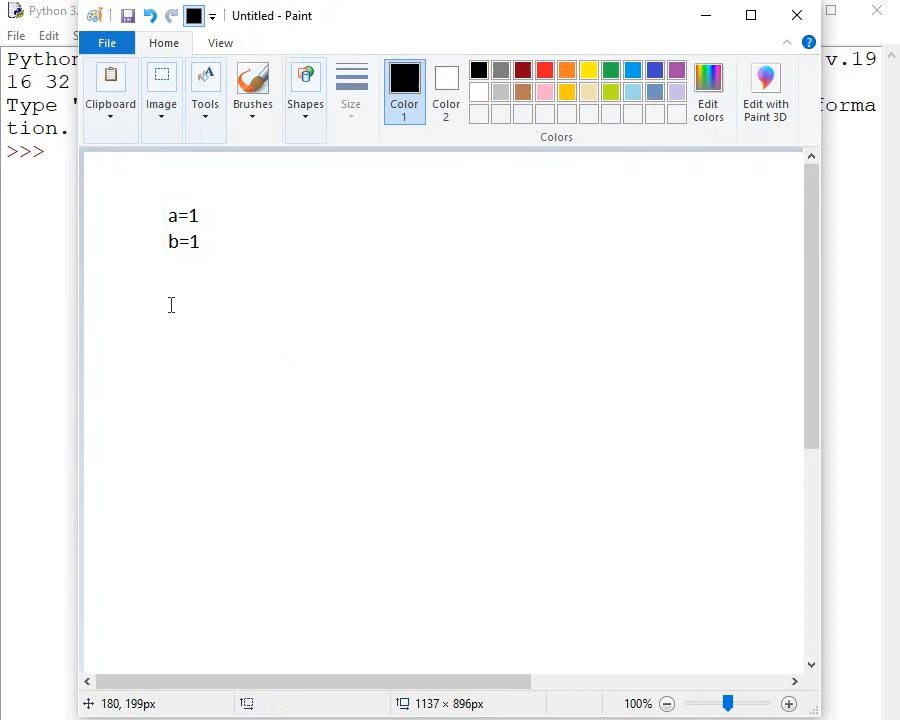 Python 3.
Untitled - Paint
File Edit S
File Home View
Python v.19
16 32
Type " forma
tion.
>>>
Clipboard Image Tools Brushes Shapes Size
Color 1
Color 2
Edit colors
Edit with Paint 3D
Colors
a=1
b=1
180, 199px
1137 × 896px
100%